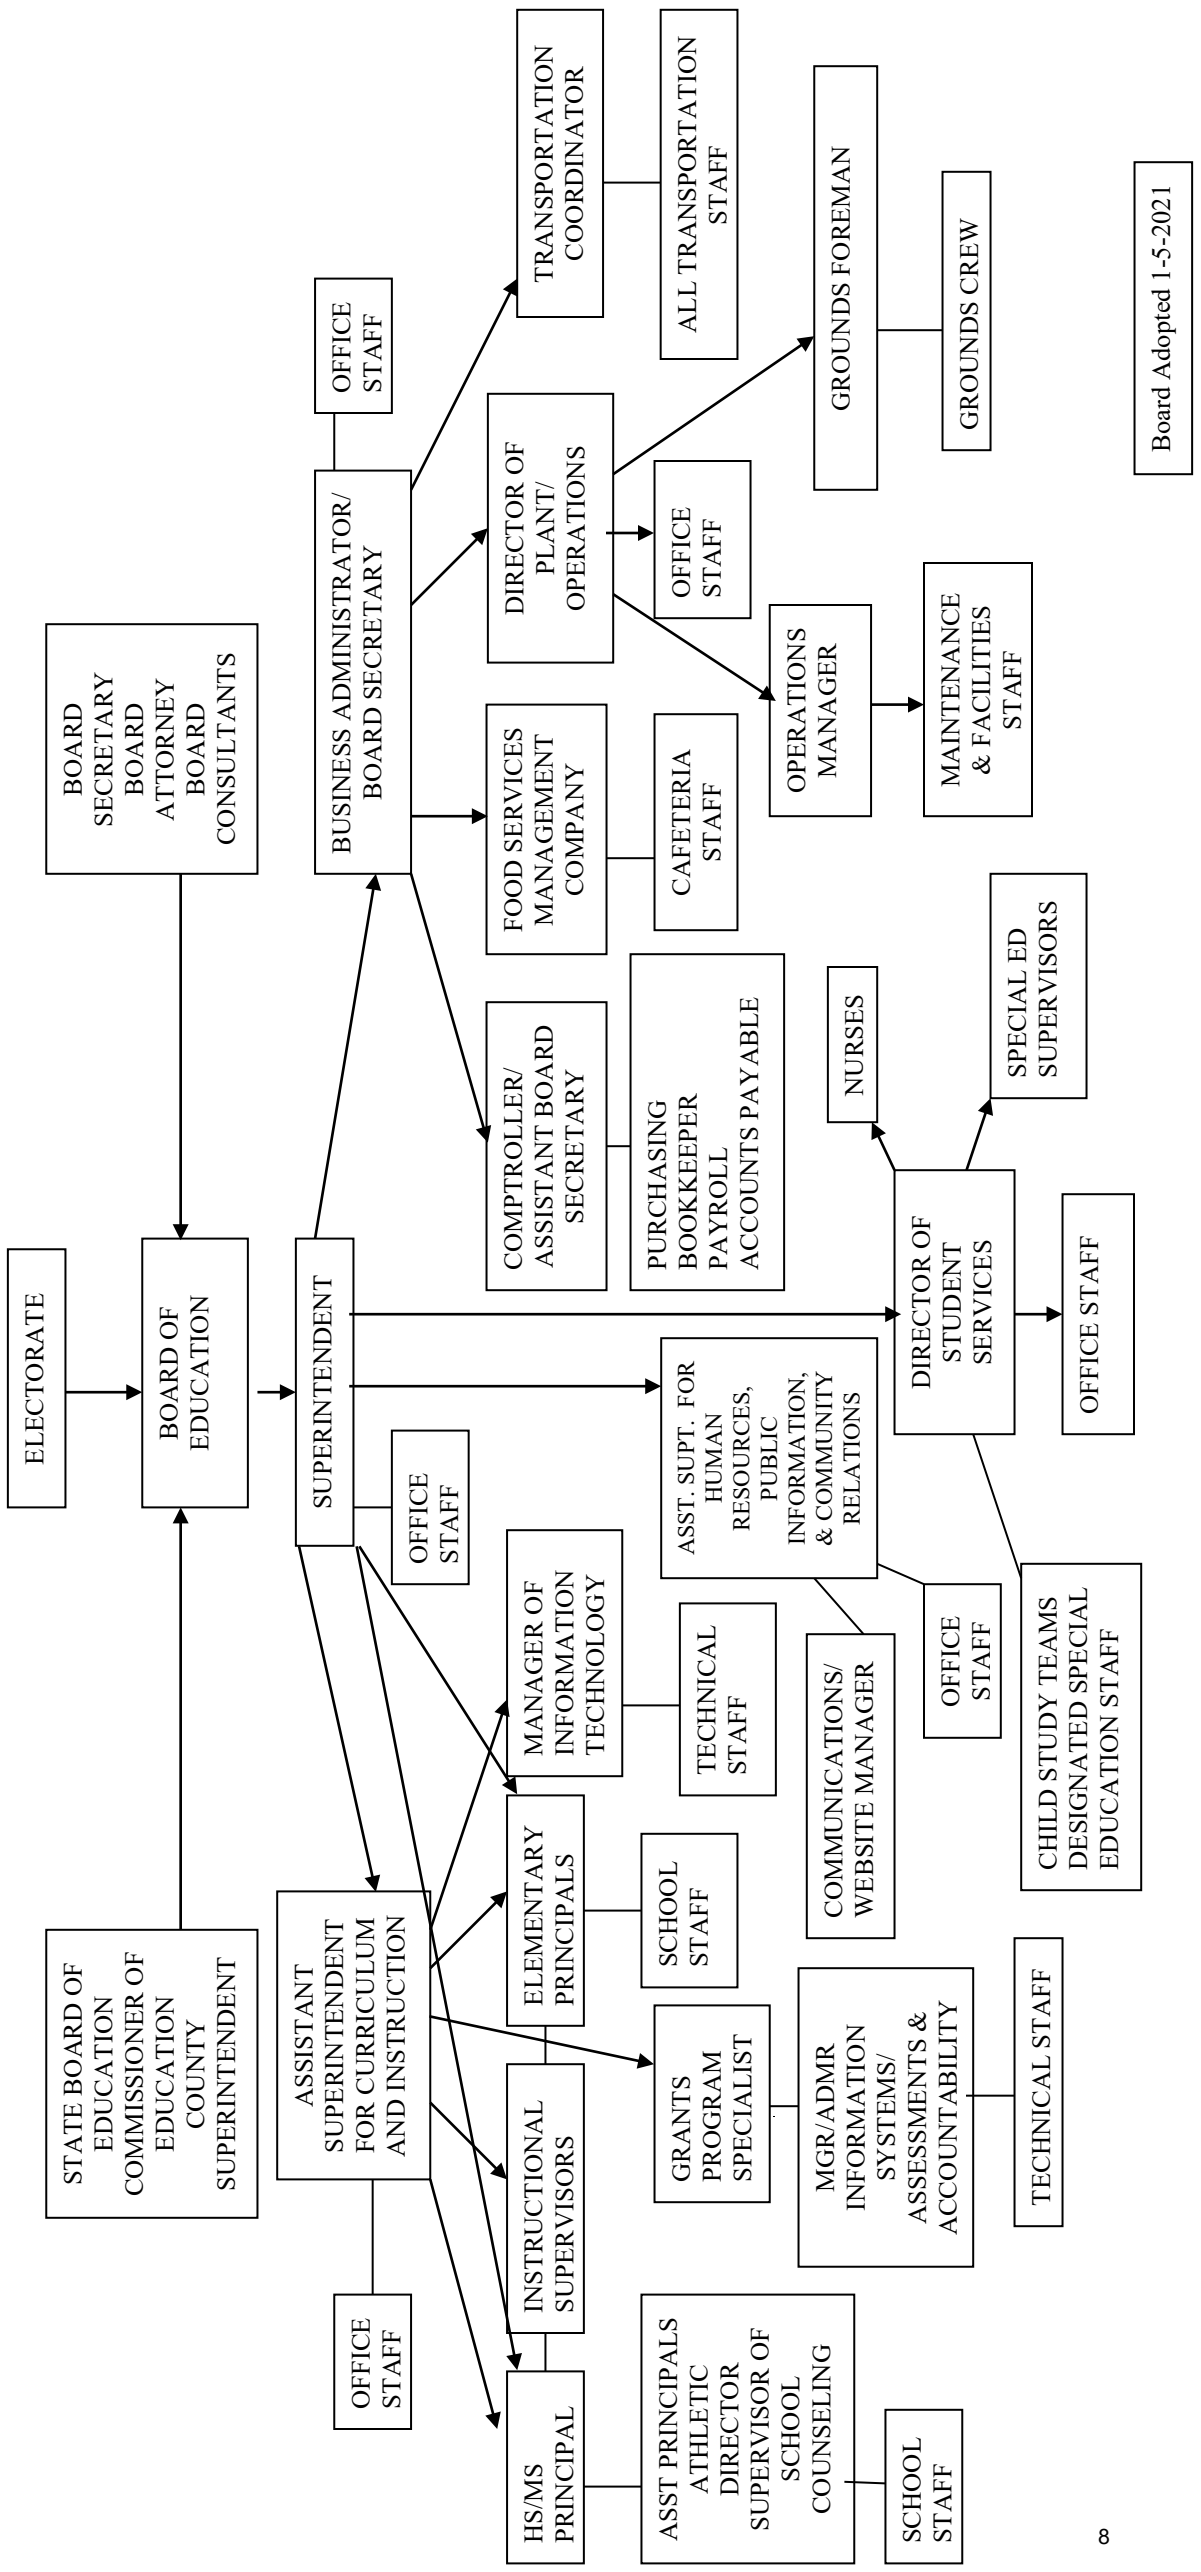 ELECTORATE
STATE BOARD OF
EDUCATION
COMMISSIONER OF
EDUCATION
COUNTY
SUPERINTENDENT
BOARD OF
EDUCATION
BOARD
SECRETARY
BOARD
ATTORNEY
BOARD
CONSULTANTS
SUPERINTENDENT
OFFICE
STAFF
ASSISTANT
SUPERINTENDENT
FOR CURRICULUM
AND INSTRUCTION
OFFICE
STAFF
BUSINESS ADMINISTRATOR/
BOARD SECRETARY
OFFICE
STAFF
HS/MS
PRINCIPAL
INSTRUCTIONAL
SUPERVISORS
ELEMENTARY
PRINCIPALS
MANAGER OF
INFORMATION
TECHNOLOGY
COMPTROLLER/
ASSISTANT BOARD
SECRETARY
FOOD SERVICES
MANAGEMENT
COMPANY
DIRECTOR OF
PLANT/
OPERATIONS
TRANSPORTATION
COORDINATOR
ASST PRINCIPALS
ATHLETIC
DIRECTOR
SUPERVISOR OF
SCHOOL
COUNSELING
GRANTS
PROGRAM
SPECIALIST
SCHOOL
STAFF
TECHNICAL
STAFF
ASST. SUPT. FOR
HUMAN
RESOURCES,
PUBLIC
INFORMATION,
& COMMUNITY
RELATIONS
PURCHASING
BOOKKEEPER
PAYROLL
ACCOUNTS PAYABLE
CAFETERIA
STAFF
OFFICE
STAFF
ALL TRANSPORTATION
STAFF
MGR/ADMR
INFORMATION
SYSTEMS/
ASSESSMENTS &
ACCOUNTABILITY
COMMUNICATIONS/
WEBSITE MANAGER
OPERATIONS
MANAGER
GROUNDS FOREMAN
NURSES
SCHOOL
STAFF
OFFICE
STAFF
DIRECTOR OF
STUDENT
SERVICES
MAINTENANCE
& FACILITIES
STAFF
GROUNDS CREW
SPECIAL ED
SUPERVISORS
TECHNICAL STAFF
CHILD STUDY TEAMS
DESIGNATED SPECIAL
EDUCATION STAFF
OFFICE STAFF
Board Adopted 1-5-2021
8